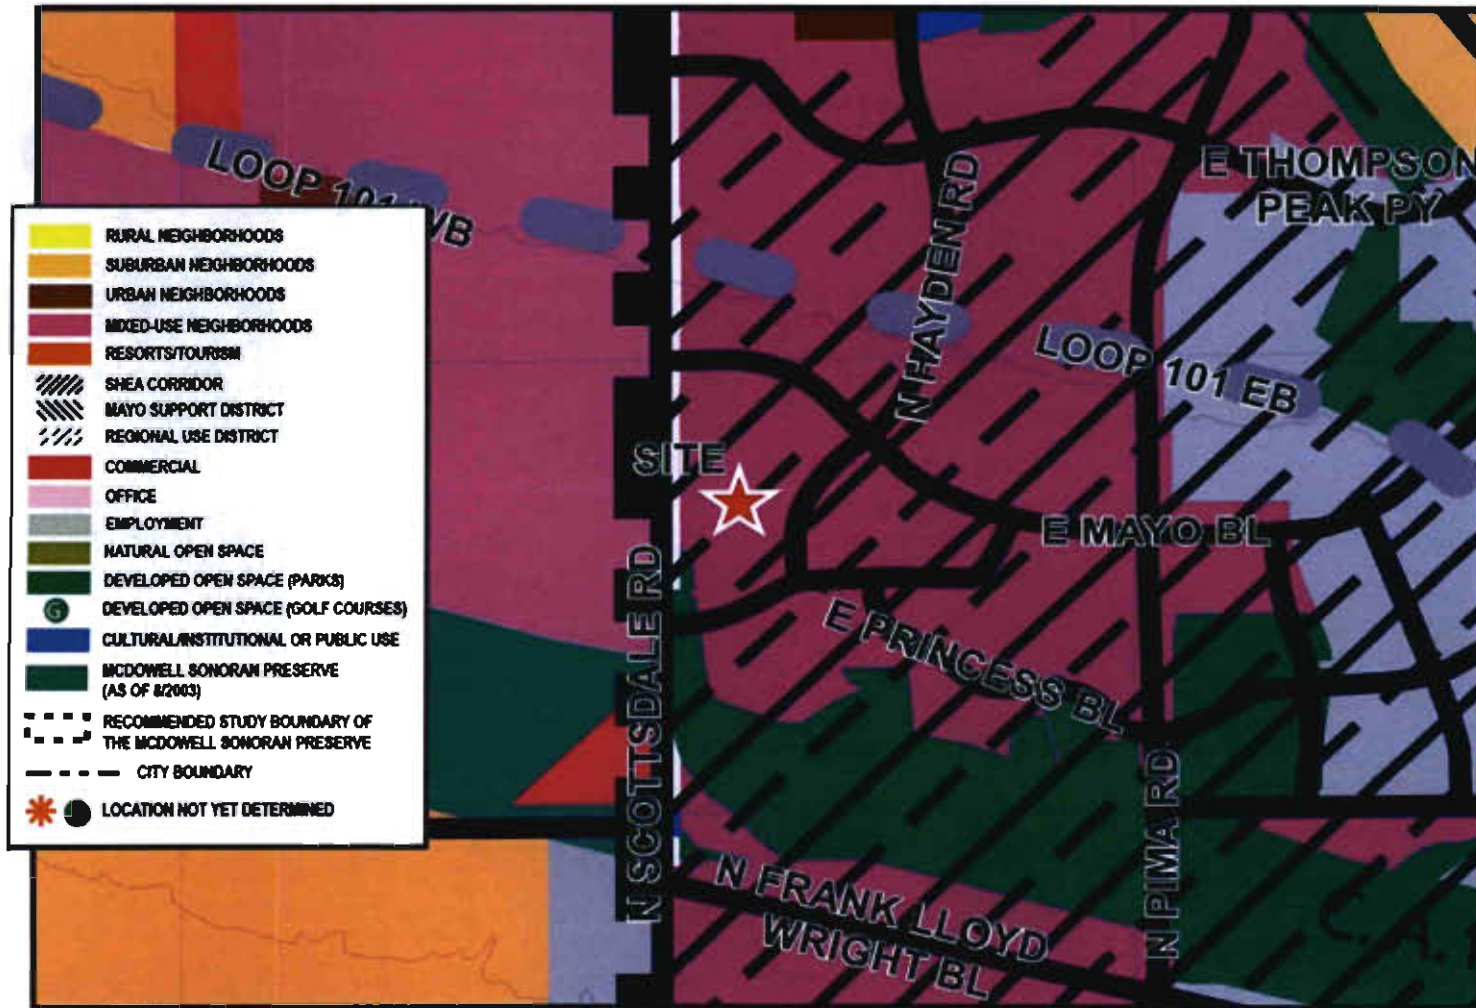 LOOP 101 WB
E THOMPSON
PEAK PY
N HAYDEN RD
LOOP 101 EB
RURAL NEIGHBORHOODS
SUBURBAN NEIGHBORHOODS
URBAN NEIGHBORHOODS
MIXED-USE NEIGHBORHOODS
RESORTS/TOURISM
SHEA CORRIDOR
MAYO SUPPORT DISTRICT
REGIONAL USE DISTRICT
COMMERCIAL
OFFICE
EMPLOYMENT
NATURAL OPEN SPACE
DEVELOPED OPEN SPACE (PARKS)
G
DEVELOPED OPEN SPACE (GOLF COURSES)
CULTURAL/INSTITUTIONAL OR PUBLIC USE
MCDOWELL SONORAN PRESERVE
(AS OF 8/2003)
RECOMMENDED STUDY BOUNDARY OF
THE MCDOWELL SONORAN PRESERVE
CITY BOUNDARY
LOCATION NOT YET DETERMINED
SITE
E MAYO BL
E PRINCESS BL
N SCOTTSDALE RD
N PIMA RD
N FRANK LLOYD
WRIGHT BL
C. A.